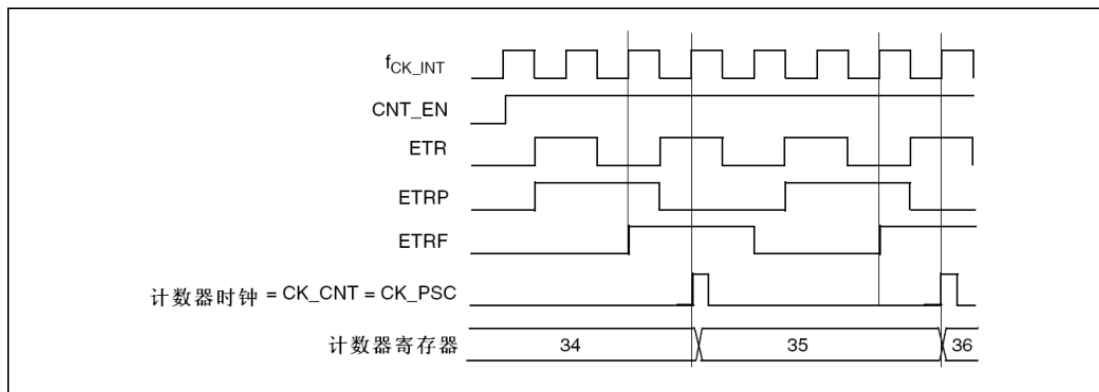 fCK_INT
CNT_EN
ETR
ETRP
ETRF
计数器时钟 = CK_CNT = CK_PSC
计数器寄存器 34 35 36